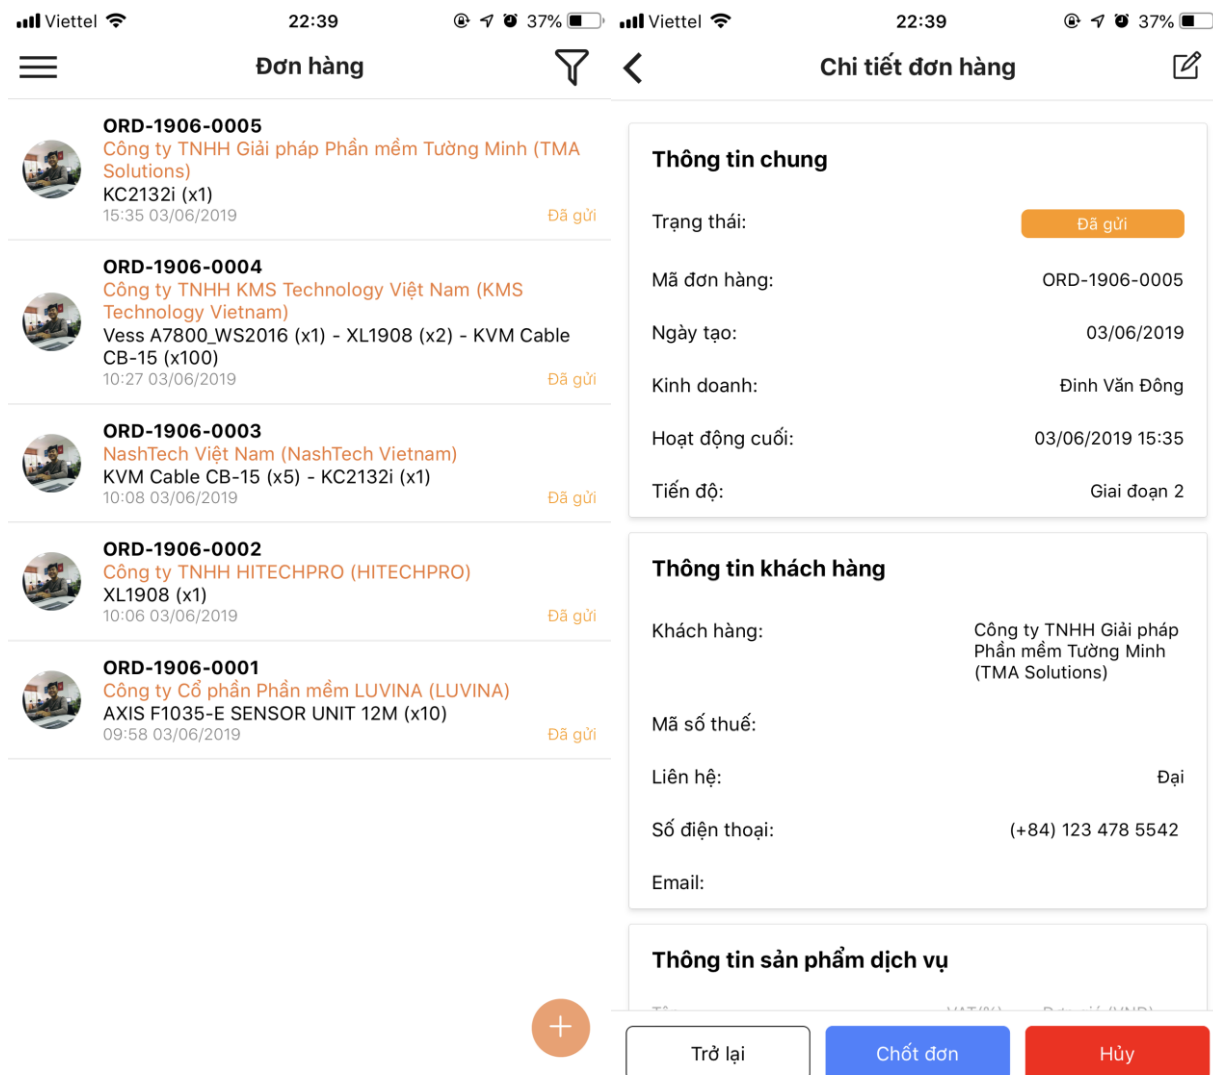 Viettel 22:39 37%
Đơn hàng
ORD-1906-0005
Công ty TNHH Giải pháp Phần mềm Tường Minh (TMA
Solutions)
KC2132i (x1)
15:35 03/06/2019 Đã gửi
ORD-1906-0004
Công ty TNHH KMS Technology Việt Nam (KMS
Technology Vietnam)
Vess A7800_WS2016 (x1) - XL1908 (x2) - KVM Cable
CB-15 (x100)
10:27 03/06/2019 Đã gửi
ORD-1906-0003
NashTech Việt Nam (NashTech Vietnam)
KVM Cable CB-15 (x5) - KC2132i (x1)
10:08 03/06/2019 Đã gửi
ORD-1906-0002
Công ty TNHH HITECHPRO (HITECHPRO)
XL1908 (x1)
10:06 03/06/2019 Đã gửi
ORD-1906-0001
Công ty Cổ phần Phần mềm LUVINA (LUVINA)
AXIS F1035-E SENSOR UNIT 12M (x10)
09:58 03/06/2019 Đã gửi
Viettel 22:39 37%
Chi tiết đơn hàng
Thông tin chung
Trạng thái: Đã gửi
Mã đơn hàng: ORD-1906-0005
Ngày tạo: 03/06/2019
Kinh doanh: Đinh Văn Đông
Hoạt động cuối: 03/06/2019 15:35
Tiến độ: Giai đoạn 2
Thông tin khách hàng
Khách hàng: Công ty TNHH Giải pháp
Phần mềm Tường Minh
(TMA Solutions)
Mã số thuế:
Liên hệ: Đại
Số điện thoại: (+84) 123 478 5542
Email:
Thông tin sản phẩm dịch vụ
VAT(%) Đơn giá (VND)
Trở lại Chốt đơn Hủy